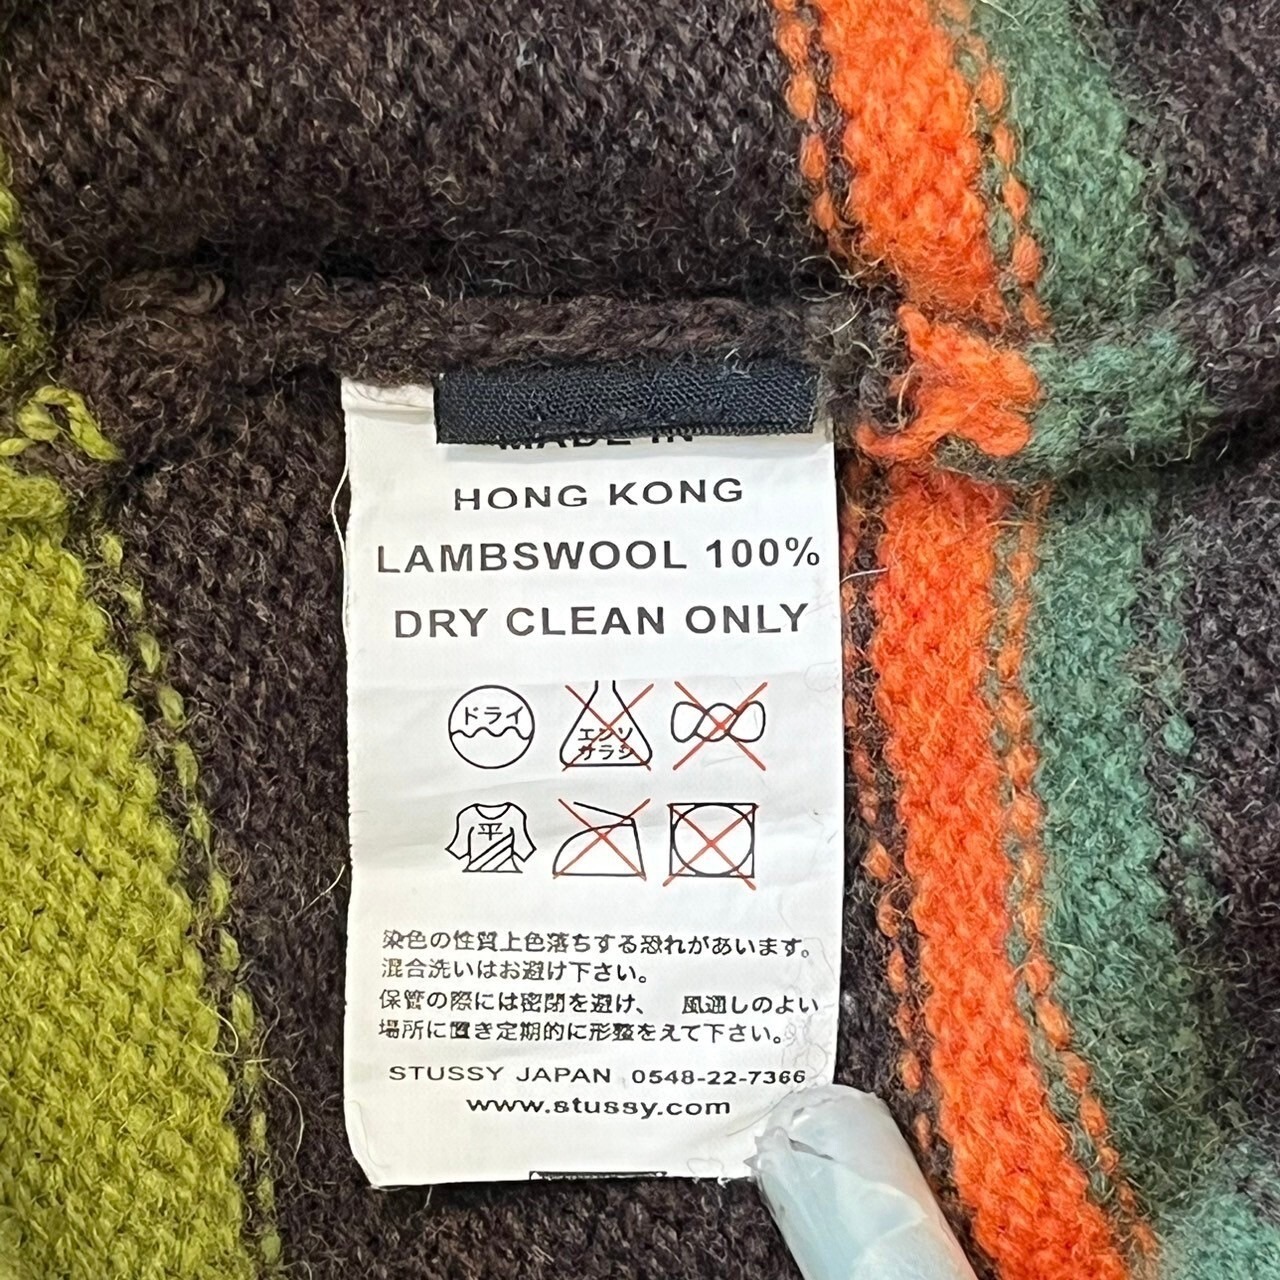 MADE IN
HONG KONG
LAMBSWOOL 100%
DRY CLEAN ONLY
ドライ
エンソ
サラシ
平
染色の性質上色落ちする恐れがあいます。
混合洗いはお避け下さい。
保管の際には密閉を避け、 風通しのよい
場所に置き定期的に形整をえて下さい。
STUSSY JAPAN 0548-22-7366
www.stussy.com